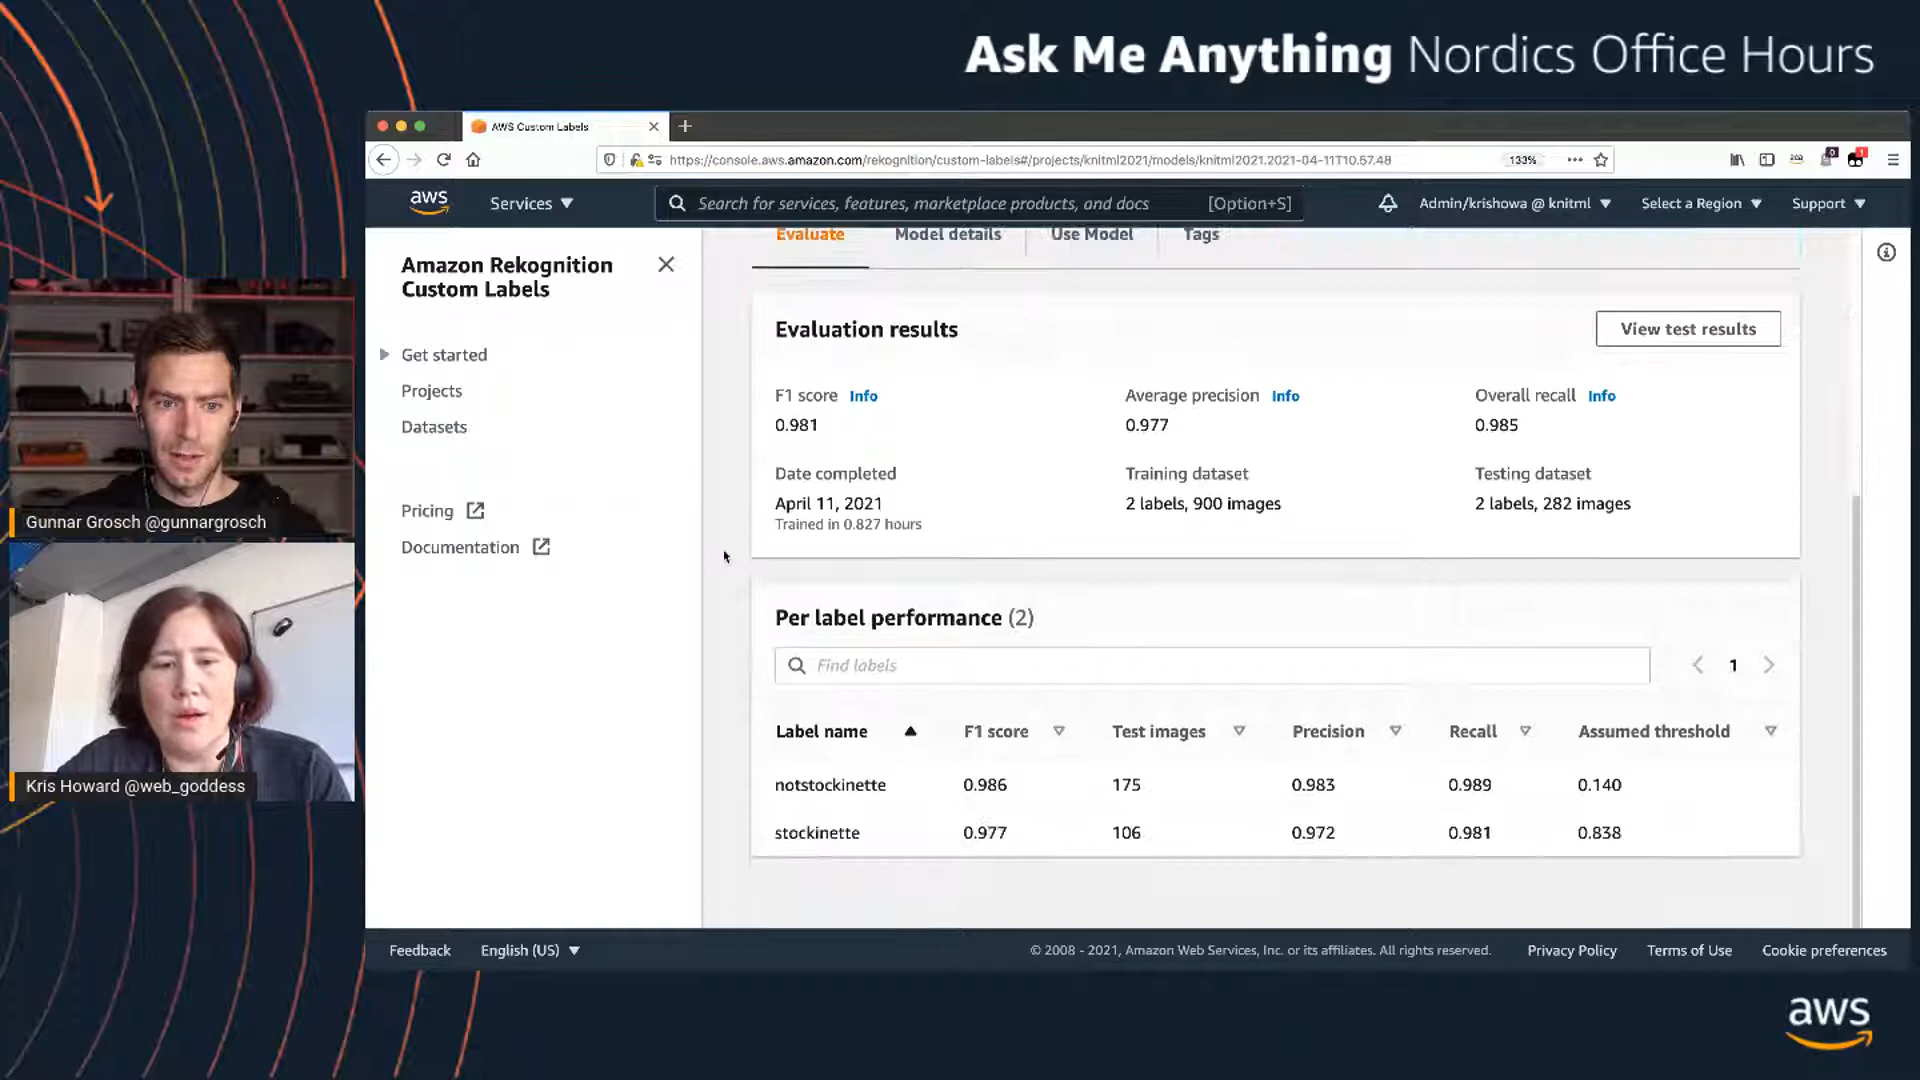 Ask Me Anything Nordics Office Hours
AWS Custom Labels
https://console.aws.amazon.com/rekognition/custom-labels#/projects/knitml2021/models/knitml2021.2021-04-11T10.57.48
133%
aws
Services
Search for services, features, marketplace products, and docs
[Option+S]
Admin/krishowa @ knitml
Select a Region
Support
Amazon Rekognition
Custom Labels
Get started
Projects
Datasets
Pricing
Documentation
Evaluate
Model details
Use Model
Tags
Evaluation results
View test results
F1 score Info
0.981
Average precision Info
0.977
Overall recall Info
0.985
Date completed
April 11, 2021
Trained in 0.827 hours
Training dataset
2 labels, 900 images
Testing dataset
2 labels, 282 images
Per label performance (2)
Find labels
1
Label name F1 score Test images Precision Recall Assumed threshold
notstockinette 0.986 175 0.983 0.989 0.140
stockinette 0.977 106 0.972 0.981 0.838
Gunnar Grosch @gunnargrosch
Kris Howard @web_goddess
Feedback
English (US)
© 2008 - 2021, Amazon Web Services, Inc. or its affiliates. All rights reserved.
Privacy Policy
Terms of Use
Cookie preferences
aws